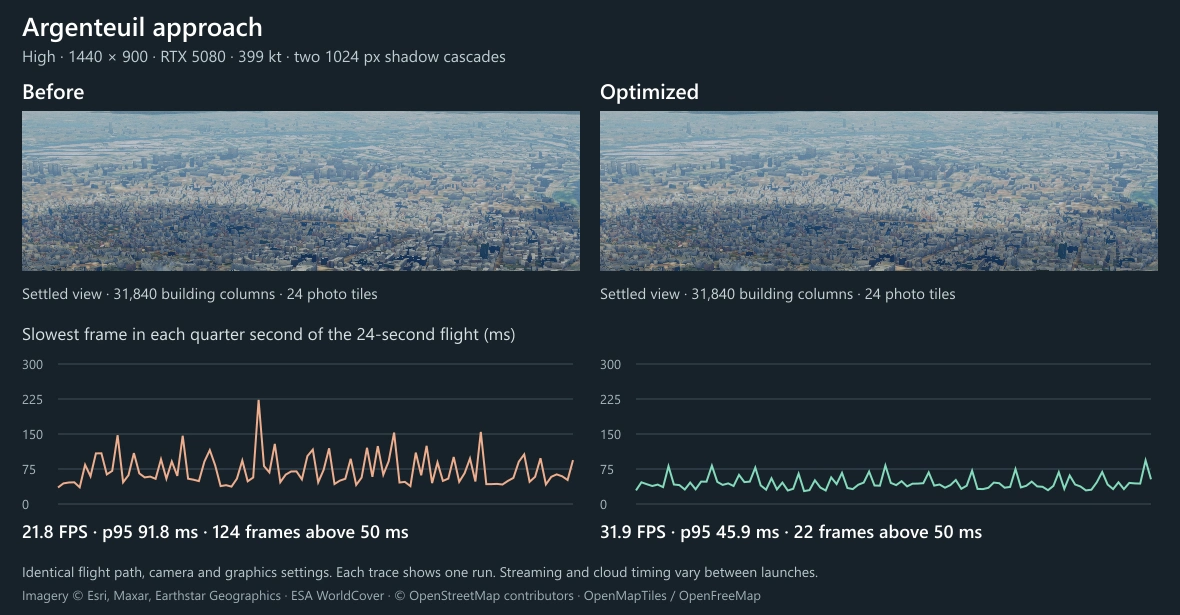 Argenteuil approach
High · 1440 × 900 · RTX 5080 · 399 kt · two 1024 px shadow cascades
Before
Optimized
Settled view · 31,840 building columns · 24 photo tiles
Settled view · 31,840 building columns · 24 photo tiles
Slowest frame in each quarter second of the 24-second flight (ms)
300
225
150
75
0
300
225
150
75
0
21.8 FPS · p95 91.8 ms · 124 frames above 50 ms
31.9 FPS · p95 45.9 ms · 22 frames above 50 ms
Identical flight path, camera and graphics settings. Each trace shows one run. Streaming and cloud timing vary between launches.
Imagery © Esri, Maxar, Earthstar Geographics · ESA WorldCover · © OpenStreetMap contributors · OpenMapTiles / OpenFreeMap